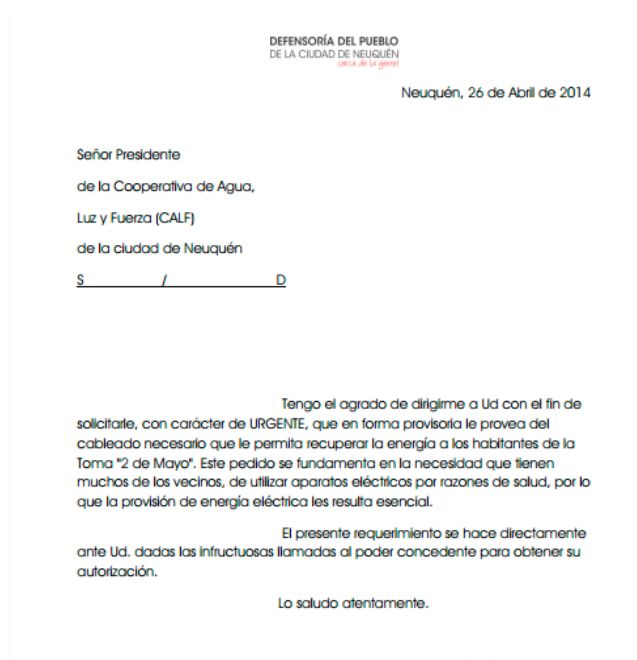 DEFENSORÍA DEL PUEBLO
DE LA CIUDAD DE NEUQUÉN
cerca de la gente!
Neuquén, 26 de Abril de 2014
Señor Presidente
de la Cooperativa de Agua,
Luz y Fuerza (CALF)
de la ciudad de Neuquén
S / D
Tengo el agrado de dirigirme a Ud con el fin de
solicitarle, con carácter de URGENTE, que en forma provisoria le provea del
cableado necesario que le permita recuperar la energía a los habitantes de la
Toma "2 de Mayo". Este pedido se fundamenta en la necesidad que tienen
muchos de los vecinos, de utilizar aparatos eléctricos por razones de salud, por lo
que la provisión de energía eléctrica les resulta esencial.
El presente requerimiento se hace directamente
ante Ud. dadas las infructuosas llamadas al poder concedente para obtener su
autorización.
Lo saludo atentamente.